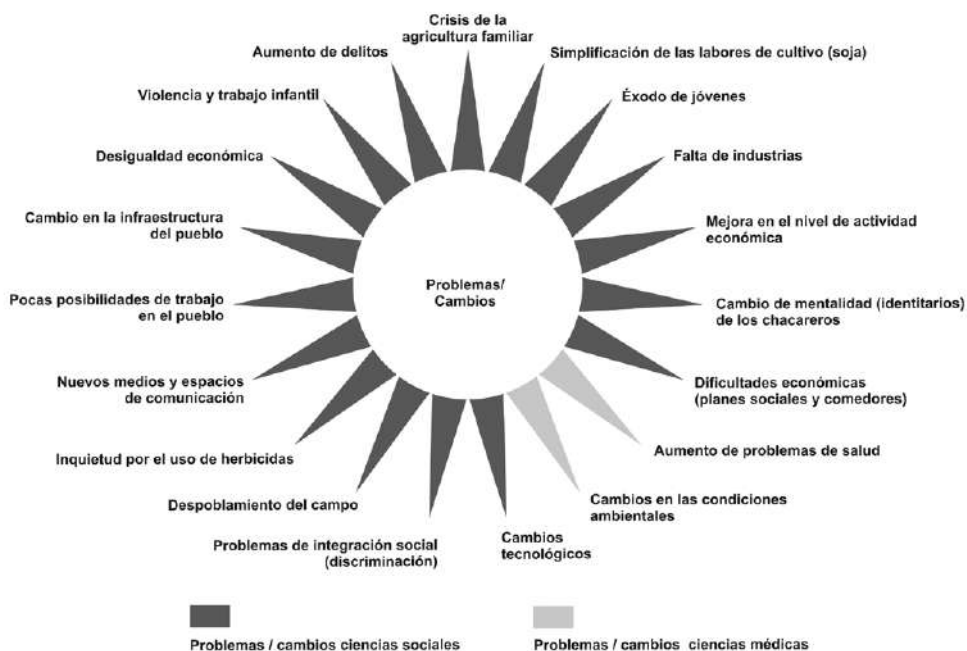 Crisis de la
agricultura familiar
Simplificación de las labores de cultivo (soja)
Éxodo de jóvenes
Falta de industrias
Mejora en el nivel de actividad
económica
Cambio de mentalidad (identitarios)
de los chacareros
Dificultades económicas
(planes sociales y comedores)
Aumento de problemas de salud
Cambios en las condiciones
ambientales
Cambios
tecnológicos
Problemas de integración social
(discriminación)
Despoblamiento del campo
Inquietud por el uso de herbicidas
Nuevos medios y espacios
de comunicación
Pocas posibilidades de trabajo
en el pueblo
Cambio en la infraestructura
del pueblo
Desigualdad económica
Violencia y trabajo infantil
Aumento de delitos
Problemas/
Cambios
Problemas / cambios ciencias sociales
Problemas / cambios ciencias médicas